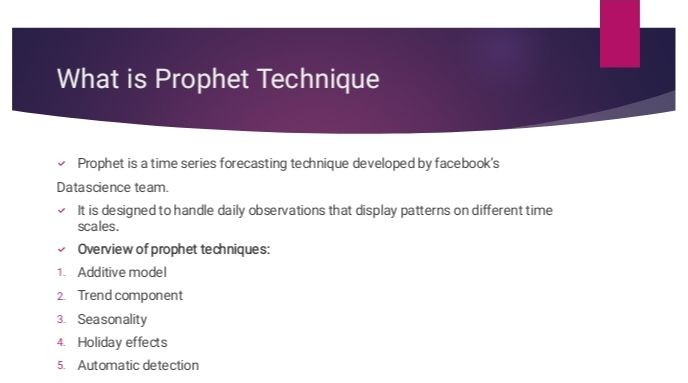 What is Prophet Technique
✓ Prophet is a time series forecasting technique developed by facebook's
Datascience team.
✓ It is designed to handle daily observations that display patterns on different time
scales.
✓ Overview of prophet techniques:
1. Additive model
2. Trend component
3. Seasonality
4. Holiday effects
5. Automatic detection